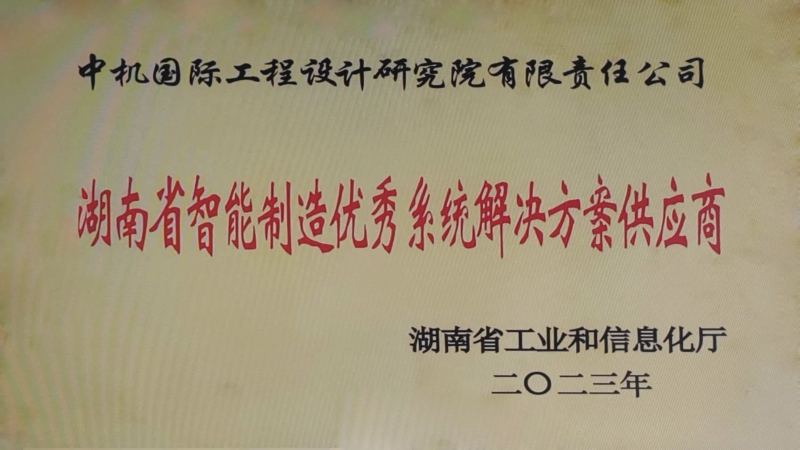 中机国际工程设计研究院有限责任公司
湖南省智能制造优秀系统解决方案供应商
湖南省工业和信息化厅
二〇二三年